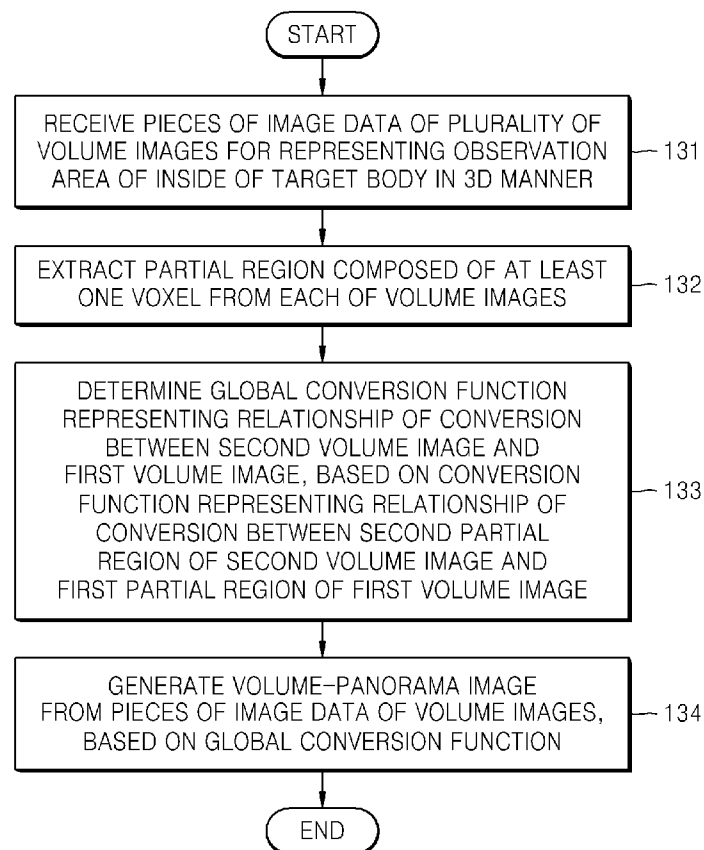 START
RECEIVE PIECES OF IMAGE DATA OF PLURALITY OF
VOLUME IMAGES FOR REPRESENTING OBSERVATION
AREA OF INSIDE OF TARGET BODY IN 3D MANNER
131
EXTRACT PARTIAL REGION COMPOSED OF AT LEAST
ONE VOXEL FROM EACH OF VOLUME IMAGES
132
DETERMINE GLOBAL CONVERSION FUNCTION
REPRESENTING RELATIONSHIP OF CONVERSION
BETWEEN SECOND VOLUME IMAGE AND
FIRST VOLUME IMAGE, BASED ON CONVERSION
FUNCTION REPRESENTING RELATIONSHIP OF
CONVERSION BETWEEN SECOND PARTIAL
REGION OF SECOND VOLUME IMAGE AND
FIRST PARTIAL REGION OF FIRST VOLUME IMAGE
133
GENERATE VOLUME-PANORAMA IMAGE
FROM PIECES OF IMAGE DATA OF VOLUME IMAGES,
BASED ON GLOBAL CONVERSION FUNCTION
134
END